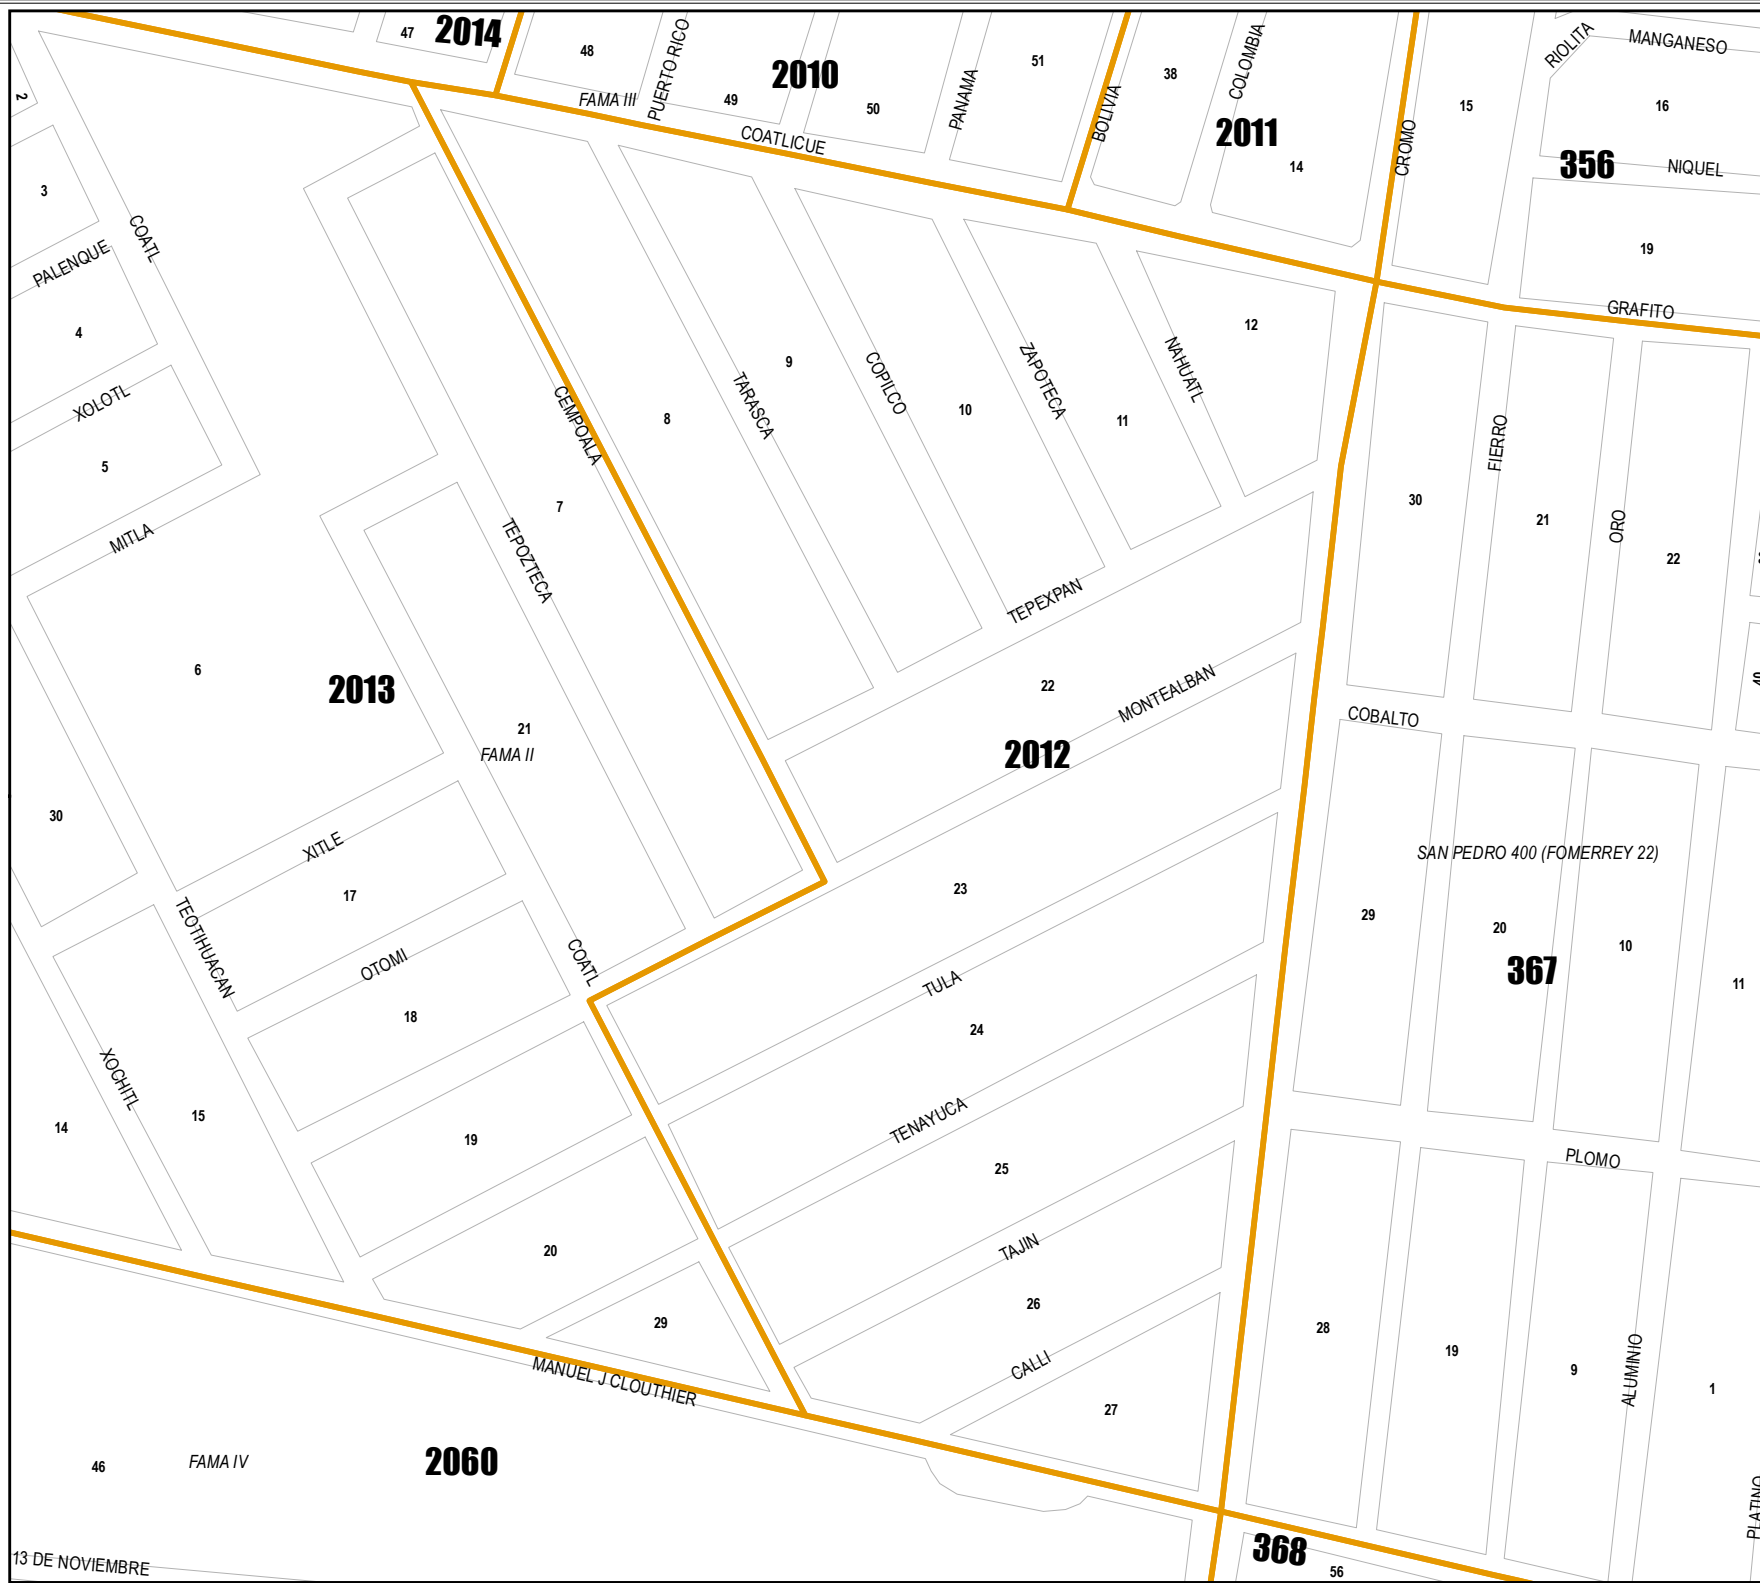 47
2014
48
PUERTO RICO
2010
51
38
COLOMBIA
RIOLITA
MANGANESO
2
FAMA III
49
50
PANAMA
BOLIVIA
2011
15
16
COATLICUE
CROMO
14
356
NIQUEL
3
COATL
PALENQUE
19
GRAFITO
4
12
9
COPILCO
ZAPOTECA
NAHUATL
XOLOTL
TARASCA
CEMPOALA
8
10
11
FIERRO
5
7
30
21
ORO
MITLA
TEPOZTECA
22
TEPEXPAN
6
2013
22
MONTEALBAN
40
COBALTO
21
FAMA II
2012
30
XITLE
SAN PEDRO 400 (FOMERREY 22)
17
23
29
20
10
TEOTIHUACAN
OTOMI
COATL
367
TULA
11
18
24
XOCHITL
14
15
19
TENAYUCA
25
PLOMO
20
TAJIN
29
26
28
19
MANUEL J CLOUTHIER
CALLI
9
ALUMINIO
1
27
46
FAMA IV
2060
PLATINO
13 DE NOVIEMBRE
368
56